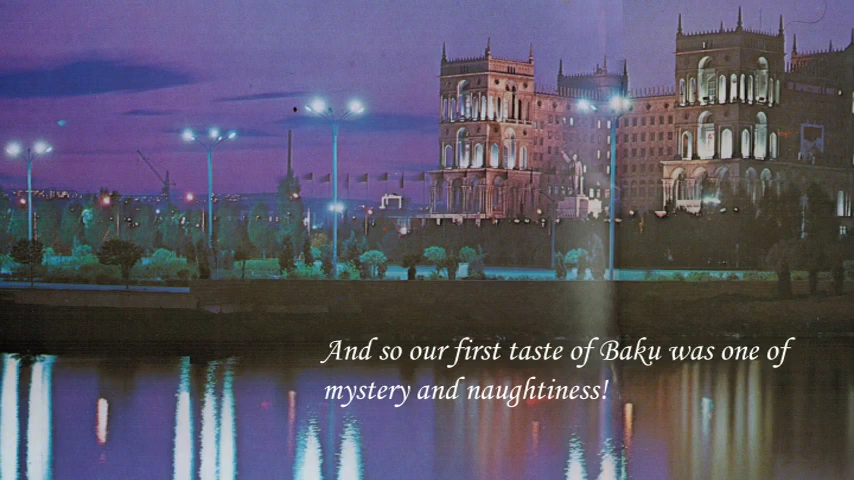 And so our first taste of Baku was one of
mystery and naughtiness!